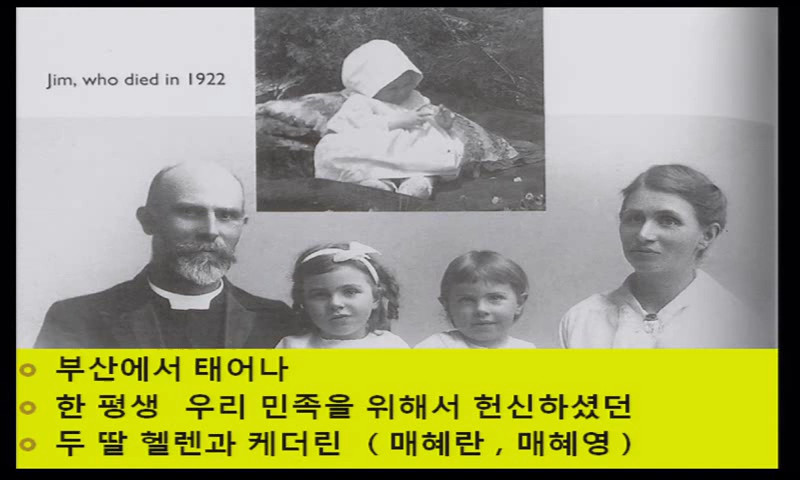 Jim, who died in 1922
부산에서 태어나
한 평생 우리 민족을 위해서 헌신하셨던
두 딸 헬렌과 케더린 ( 매혜란 , 매혜영 )